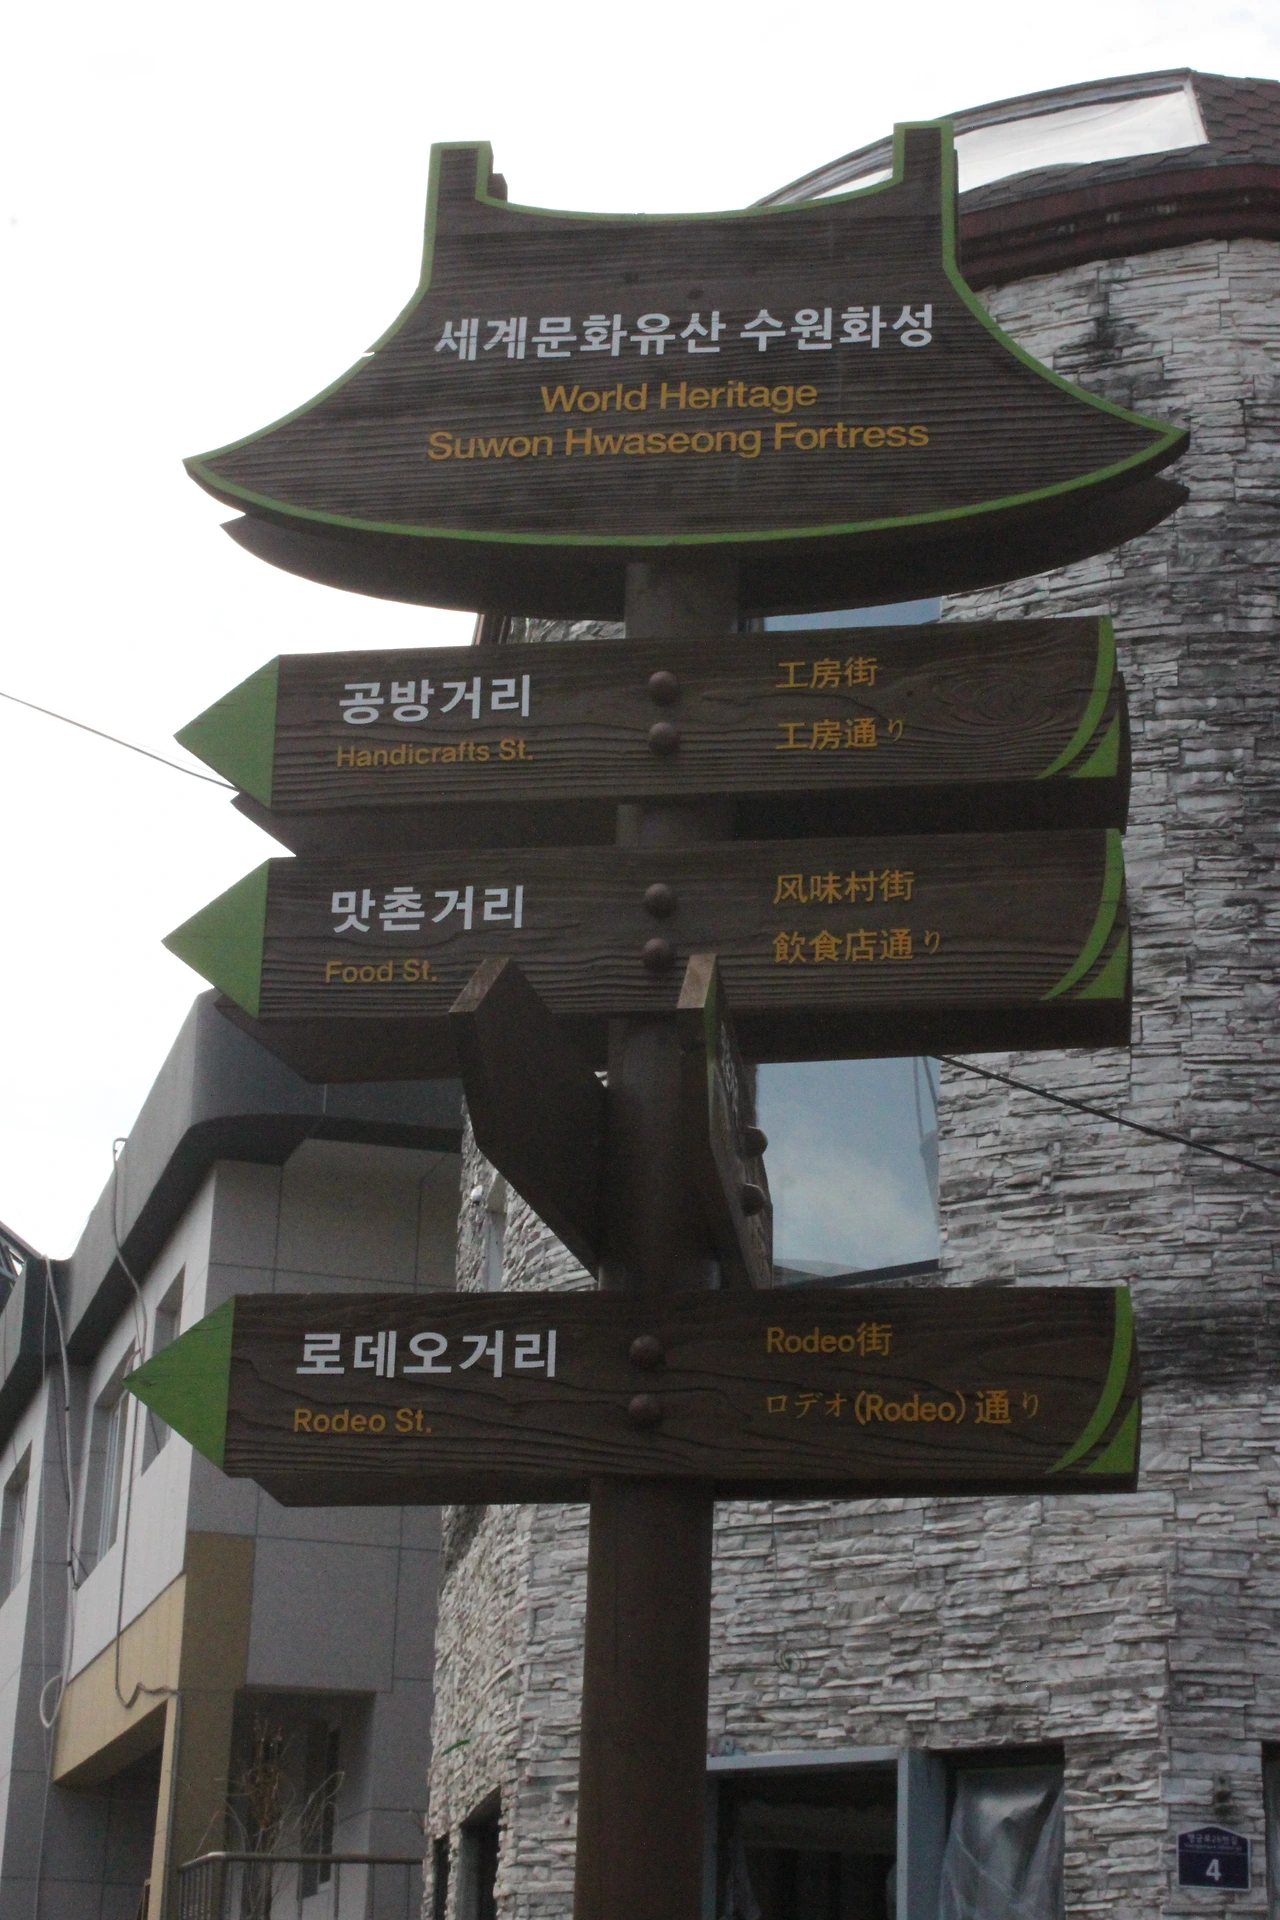 세계문화유산 수원화성
World Heritage
Suwon Hwaseong Fortress
공방거리
Handicrafts St.
工房街
工房通り
맛촌거리
Food St.
风味村街
飮食店通り
로데오거리
Rodeo St.
Rodeo街
ロデオ(Rodeo)通り
4